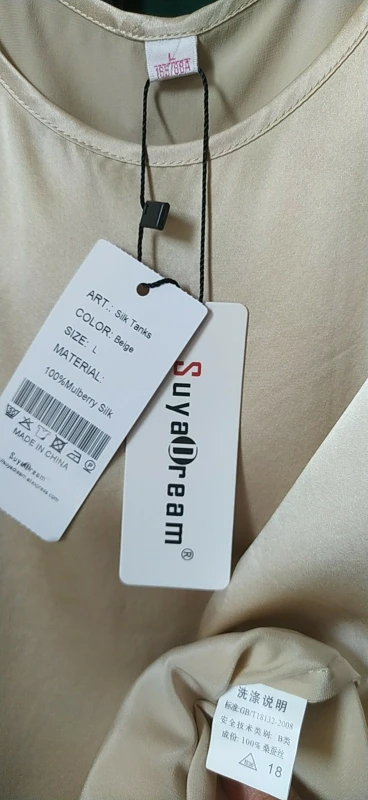 L
165/88A
ART.: Silk Tanks
COLOR: Beige
SIZE: L
MATERIAL:
100%Mulberry Silk
MADE IN CHINA
SuyaDream
SuyaDream®
洗涤说明
标准:GB/T18132-2008
安全技术类别: B类
成份: 100% 桑蚕丝
18